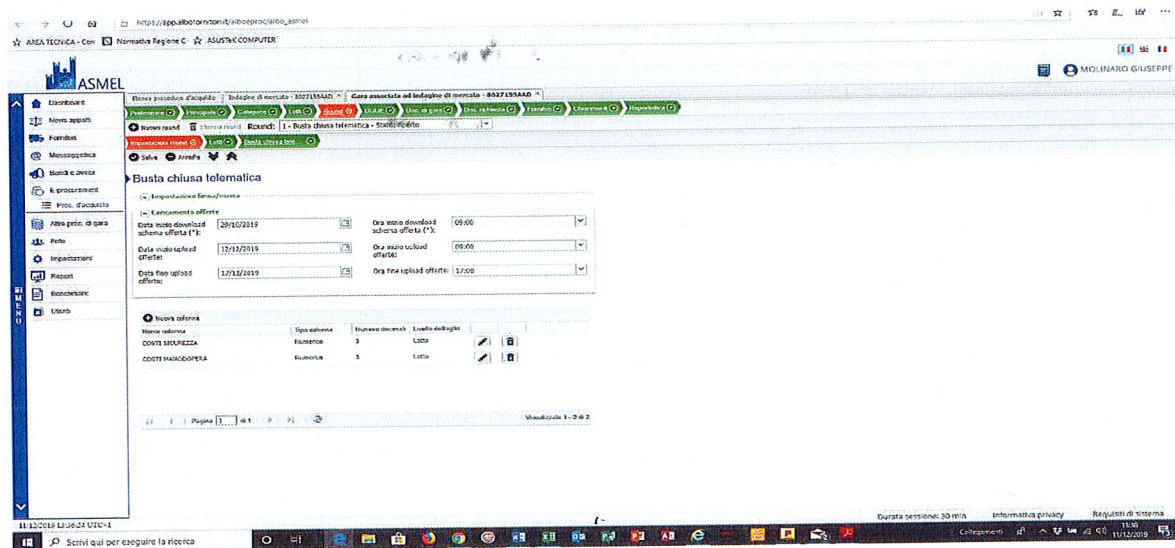 https://app.albofornitori.it/alboeproc/albo_asmel
AREA TECNICA - Com
Normativa Regione C
ASUSTeK COMPUTER
ASMEL
MOLINARO GIUSEPPE
Dashboard
News appalti
Fornitori
Messaggistica
Bandi e avvisi
E-procurement
Proc. d'acquisto
Altre proc. di gara
Impostazioni
Report
Benchmark
Utenti
MENU
Elenco procedure d'acquisto
Indagine di mercato - 8027155AAD
Gara associata ad indagine di mercato - 8027155AAD
Preliminare
Principale
Categorie
Lotti
Round
DGUE
Doc. di gara
Doc. richiesta
Fornitori
Chiarimenti
Reportistica
Nuovo round
Elimina round
Round:
1 - Busta chiusa telematica - Stato: Aperto
Impostazioni round
Lotti
Salva
Annulla
Busta chiusa telematica
Impostazioni firma/marca
Caricamento offerte
Data inizio download schema offerta (*):
29/10/2019
Ora inizio download schema offerta (*):
09:00
Data inizio upload offerte:
12/12/2019
Ora inizio upload offerte:
09:00
Data fine upload offerte:
17/12/2019
Ora fine upload offerte:
17:00
Nuova colonna
Nome colonna
Tipo colonna
Numero decimali
Livello dettaglio
COSTI SICUREZZA
Numerico
3
Lotto
COSTI MANODOPERA
Numerico
3
Lotto
Pagina 1 di 1
Visualizzate 1 - 2 di 2
11/12/2019 13:36:24 UTC+1
Durata sessione: 30 min
Informativa privacy
Requisiti di sistema
Scrivi qui per eseguire la ricerca
Collegamenti
11/12/2019